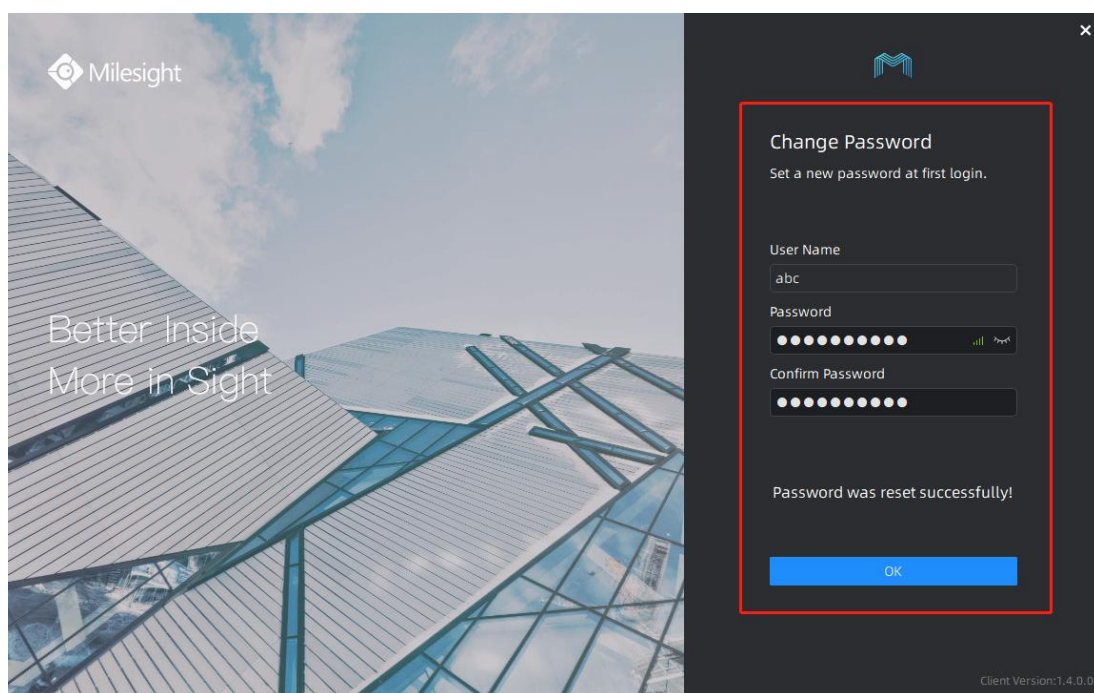 Milesight
Better Inside
More in Sight
Change Password
Set a new password at first login.
User Name
abc
Password
●●●●●●●●●●
Confirm Password
●●●●●●●●●●
Password was reset successfully!
OK
Client Version:1.4.0.0